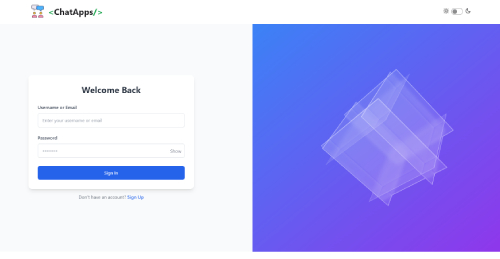 <ChatApps/>
Welcome Back
Username or Email
Enter your username or email
Password
Show
Sign In
Don't have an account? Sign Up